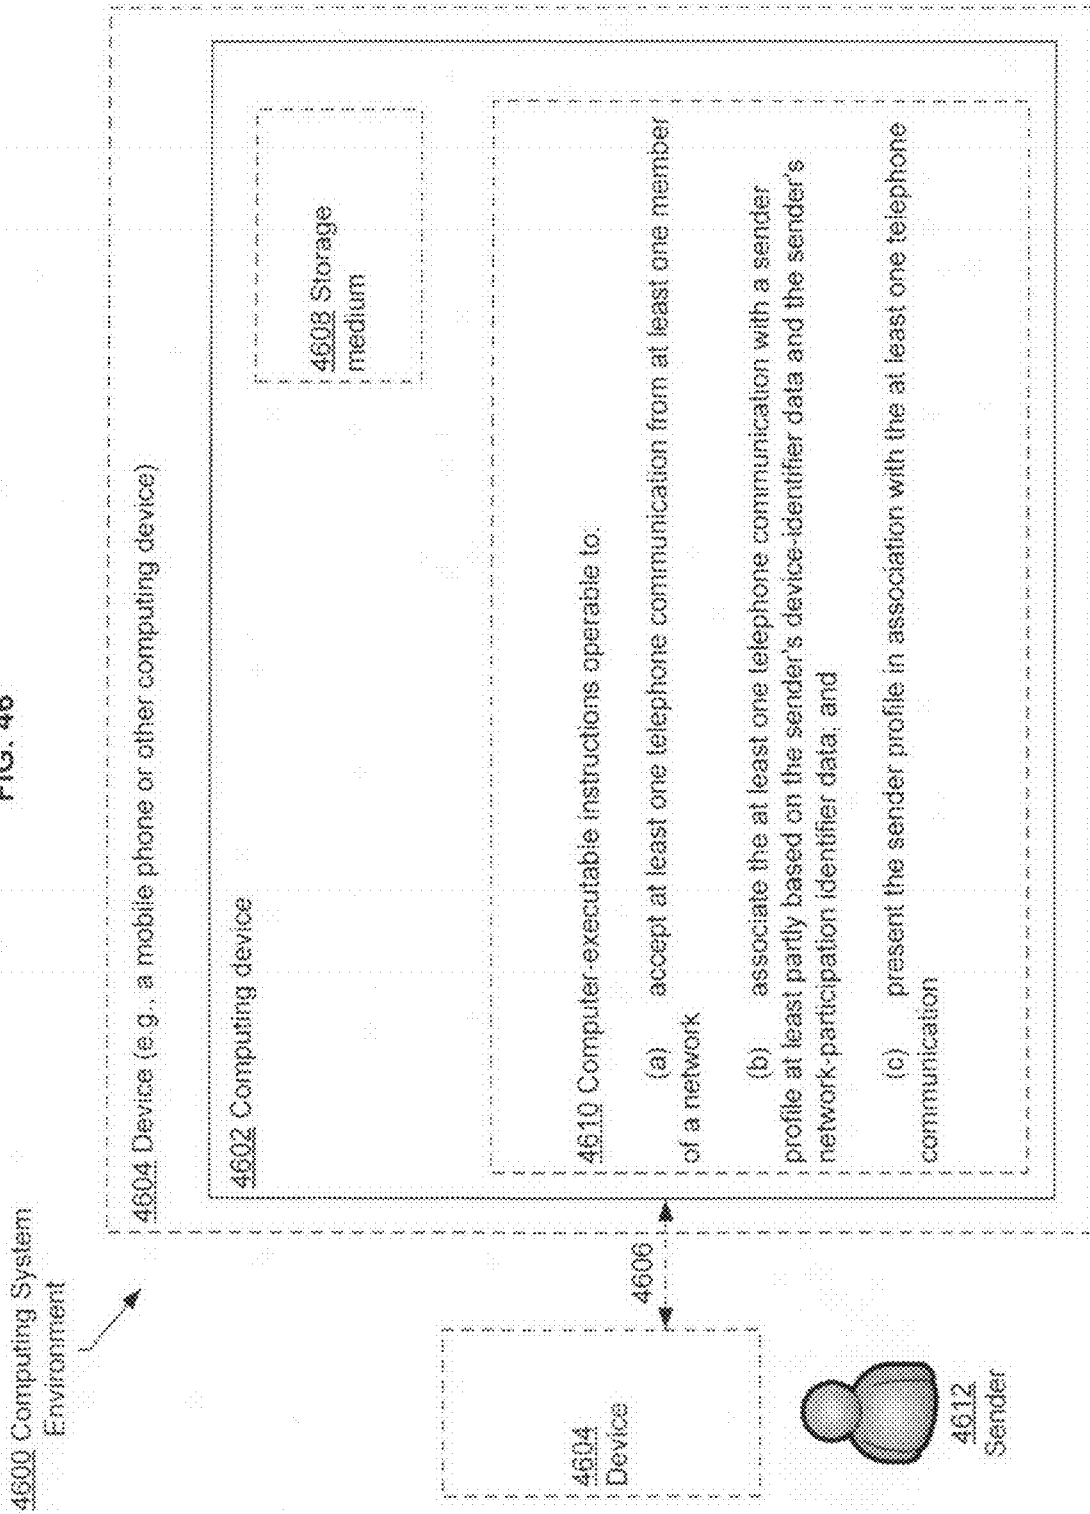 FIG. 46
4600 Computing System
Environment
4604 Device (e.g., a mobile phone or other computing device)
4602 Computing device
4608 Storage
medium
4610 Computer-executable instructions operable to:
(a) accept at least one telephone communication from at least one member
of a network
(b) associate the at least one telephone communication with a sender
profile at least partly based on the sender's device-identifier data and the sender's
network-participation identifier data; and
(c) present the sender profile in association with the at least one telephone
communication
4606
4604
Device
4612
Sender